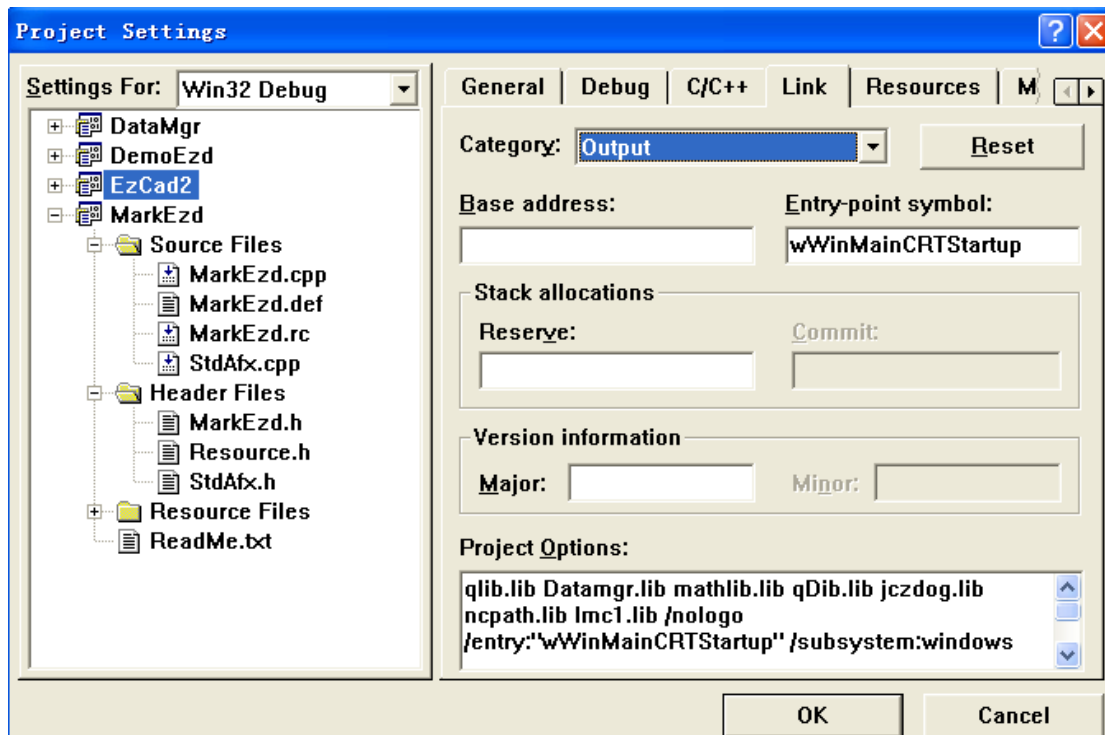 Project Settings
Settings For: Win32 Debug
DataMgr
DemoEzd
EzCad2
MarkEzd
Source Files
MarkEzd.cpp
MarkEzd.def
MarkEzd.rc
StdAfx.cpp
Header Files
MarkEzd.h
Resource.h
StdAfx.h
Resource Files
ReadMe.txt
General Debug C/C++ Link Resources M
Category: Output Reset
Base address: Entry-point symbol:
wWinMainCRTStartup
Stack allocations
Reserve: Commit:
Version information
Major: Minor:
Project Options:
qlib.lib Datamgr.lib mathlib.lib qDib.lib jczdog.lib
ncpath.lib lmc1.lib /nologo
/entry:"wWinMainCRTStartup" /subsystem:windows
OK Cancel